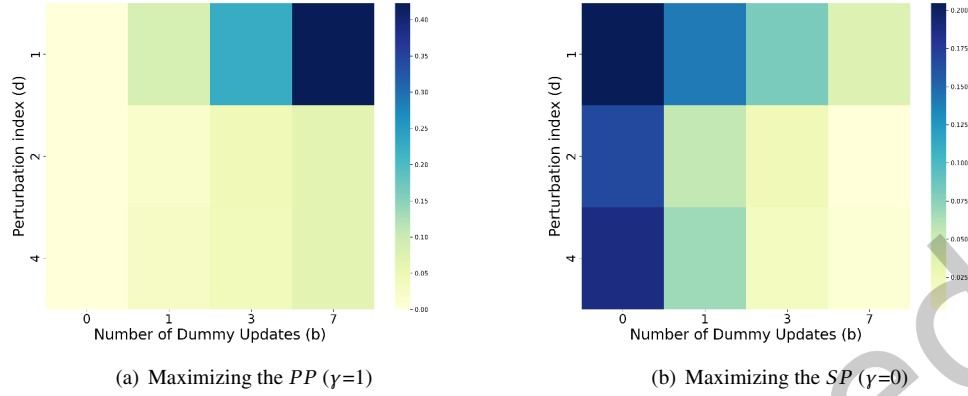 1
2
4
Perturbation index (d)
0 1 3 7
Number of Dummy Updates (b)
0.40
0.35
0.30
0.25
0.20
0.15
0.10
0.05
0.00
(a) Maximizing the PP (γ=1)
1
2
4
Perturbation index (d)
0 1 3 7
Number of Dummy Updates (b)
0.200
0.175
0.150
0.125
0.100
0.075
0.050
0.025
(b) Maximizing the SP (γ=0)
ed